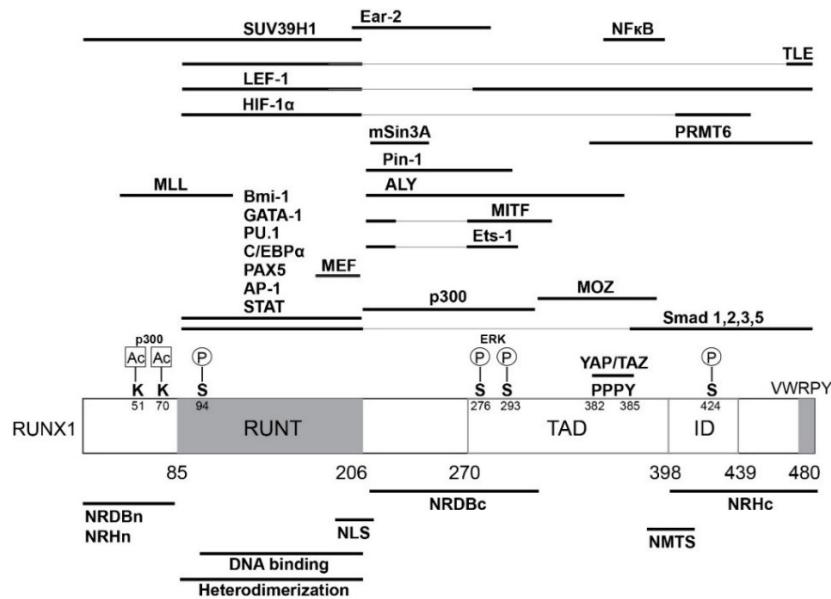 Ear-2
SUV39H1
NFκB
TLE
LEF-1
HIF-1α
mSin3A
PRMT6
Pin-1
MLL
ALY
Bmi-1
GATA-1
MITF
PU.1
Ets-1
C/EBPα
PAX5
MEF
AP-1
MOZ
STAT
p300
Smad 1,2,3,5
p300
ERK
Ac Ac P P P YAP/TAZ P
K K S S S PPPY S
51 70 94 276 293 382 385 424
VWRPY
RUNX1 RUNT TAD ID
85 206 270 398 439 480
NRDBn
NRHn
NRDBc
NRHc
NLS
NMTS
DNA binding
Heterodimerization